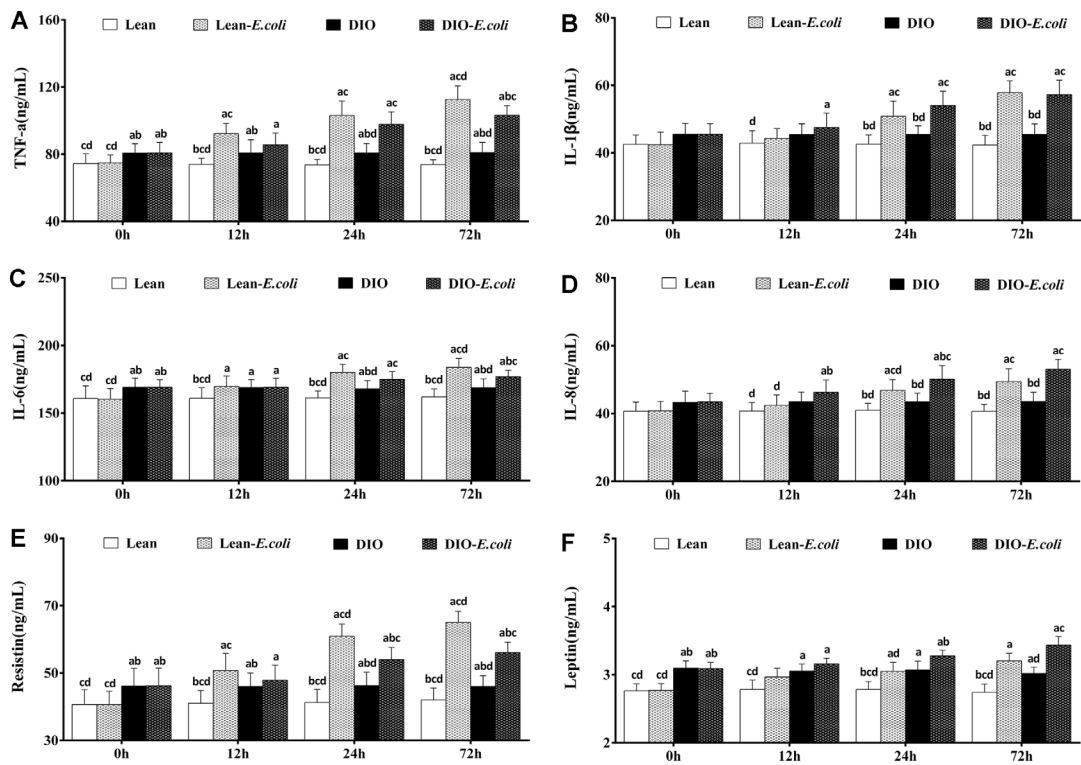 A
Lean Lean-E.coli DIO DIO-E.coli
TNF-a(ng/mL)
160
120
80
40
cd cd ab ab bcd ac ab a bcd ac abd ac bcd acd abd abc
0h 12h 24h 72h
B
Lean Lean-E.coli DIO DIO-E.coli
IL-1β(ng/mL)
80
60
40
20
d a bd ac bd ac bd ac bd ac
0h 12h 24h 72h
C
Lean Lean-E.coli DIO DIO-E.coli
IL-6(ng/mL)
250
200
150
100
cd cd ab ab bcd a a a bcd ac abd ac bcd acd abd abc
0h 12h 24h 72h
D
Lean Lean-E.coli DIO DIO-E.coli
IL-8(ng/mL)
80
60
40
20
d d ab bd acd bd abc bd ac bd ac
0h 12h 24h 72h
E
Lean Lean-E.coli DIO DIO-E.coli
Resistin(ng/mL)
90
70
50
30
cd cd ab ab bcd ac ab a bcd acd abd abc bcd acd abd abc
0h 12h 24h 72h
F
Lean Lean-E.coli DIO DIO-E.coli
Leptin(ng/mL)
5
4
3
2
cd cd ab ab cd a a bcd ad ac ab bcd a ad ac
0h 12h 24h 72h